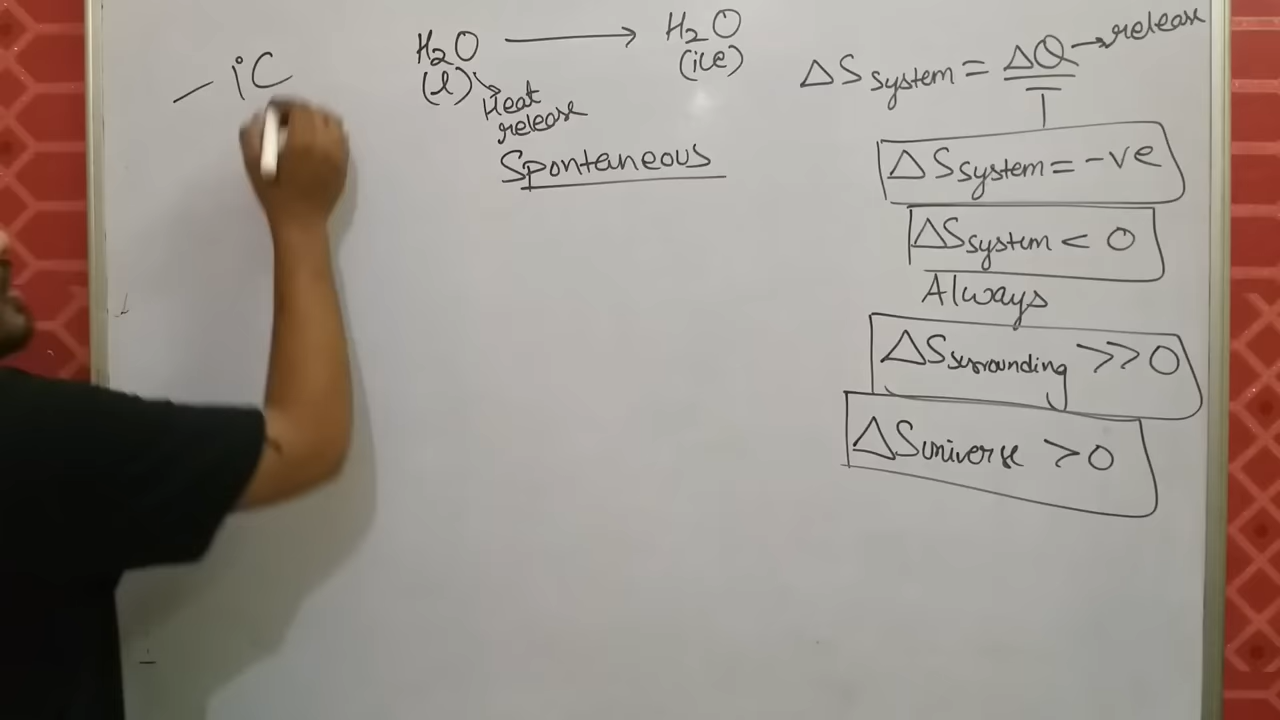 – iC
H₂O ⟶ H₂O
(l) (ice)
Heat
release
Spontaneous
ΔS system = ΔQ → release
T
ΔS system = -ve
ΔS system < 0
Always
ΔS surrounding >> 0
ΔS universe > 0